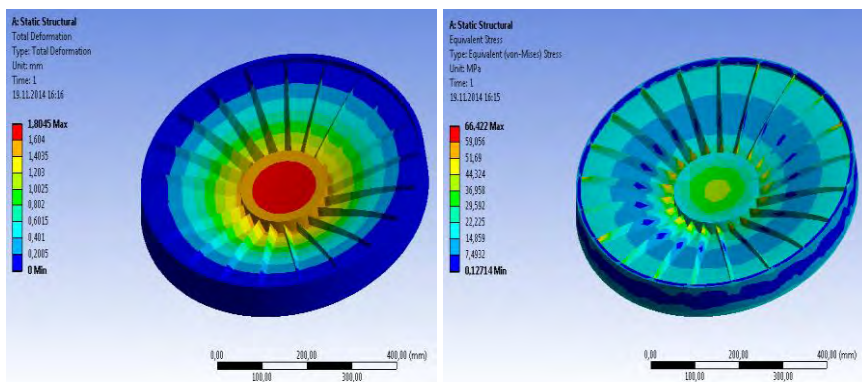 A: Static Structural
Total Deformation
Type: Total Deformation
Unit: mm
Time: 1
19.11.2014 16:16
1,8045 Max
1,604
1,4035
1,203
1,0025
0,802
0,6015
0,401
0,2005
0 Min
0,00 200,00 400,00 (mm)
100,00 300,00
A: Static Structural
Equivalent Stress
Type: Equivalent (von-Mises) Stress
Unit: MPa
Time: 1
19.11.2014 16:15
66,422 Max
59,056
51,69
44,324
36,958
29,592
22,225
14,859
7,4932
0,12714 Min
0,00 200,00 400,00 (mm)
100,00 300,00